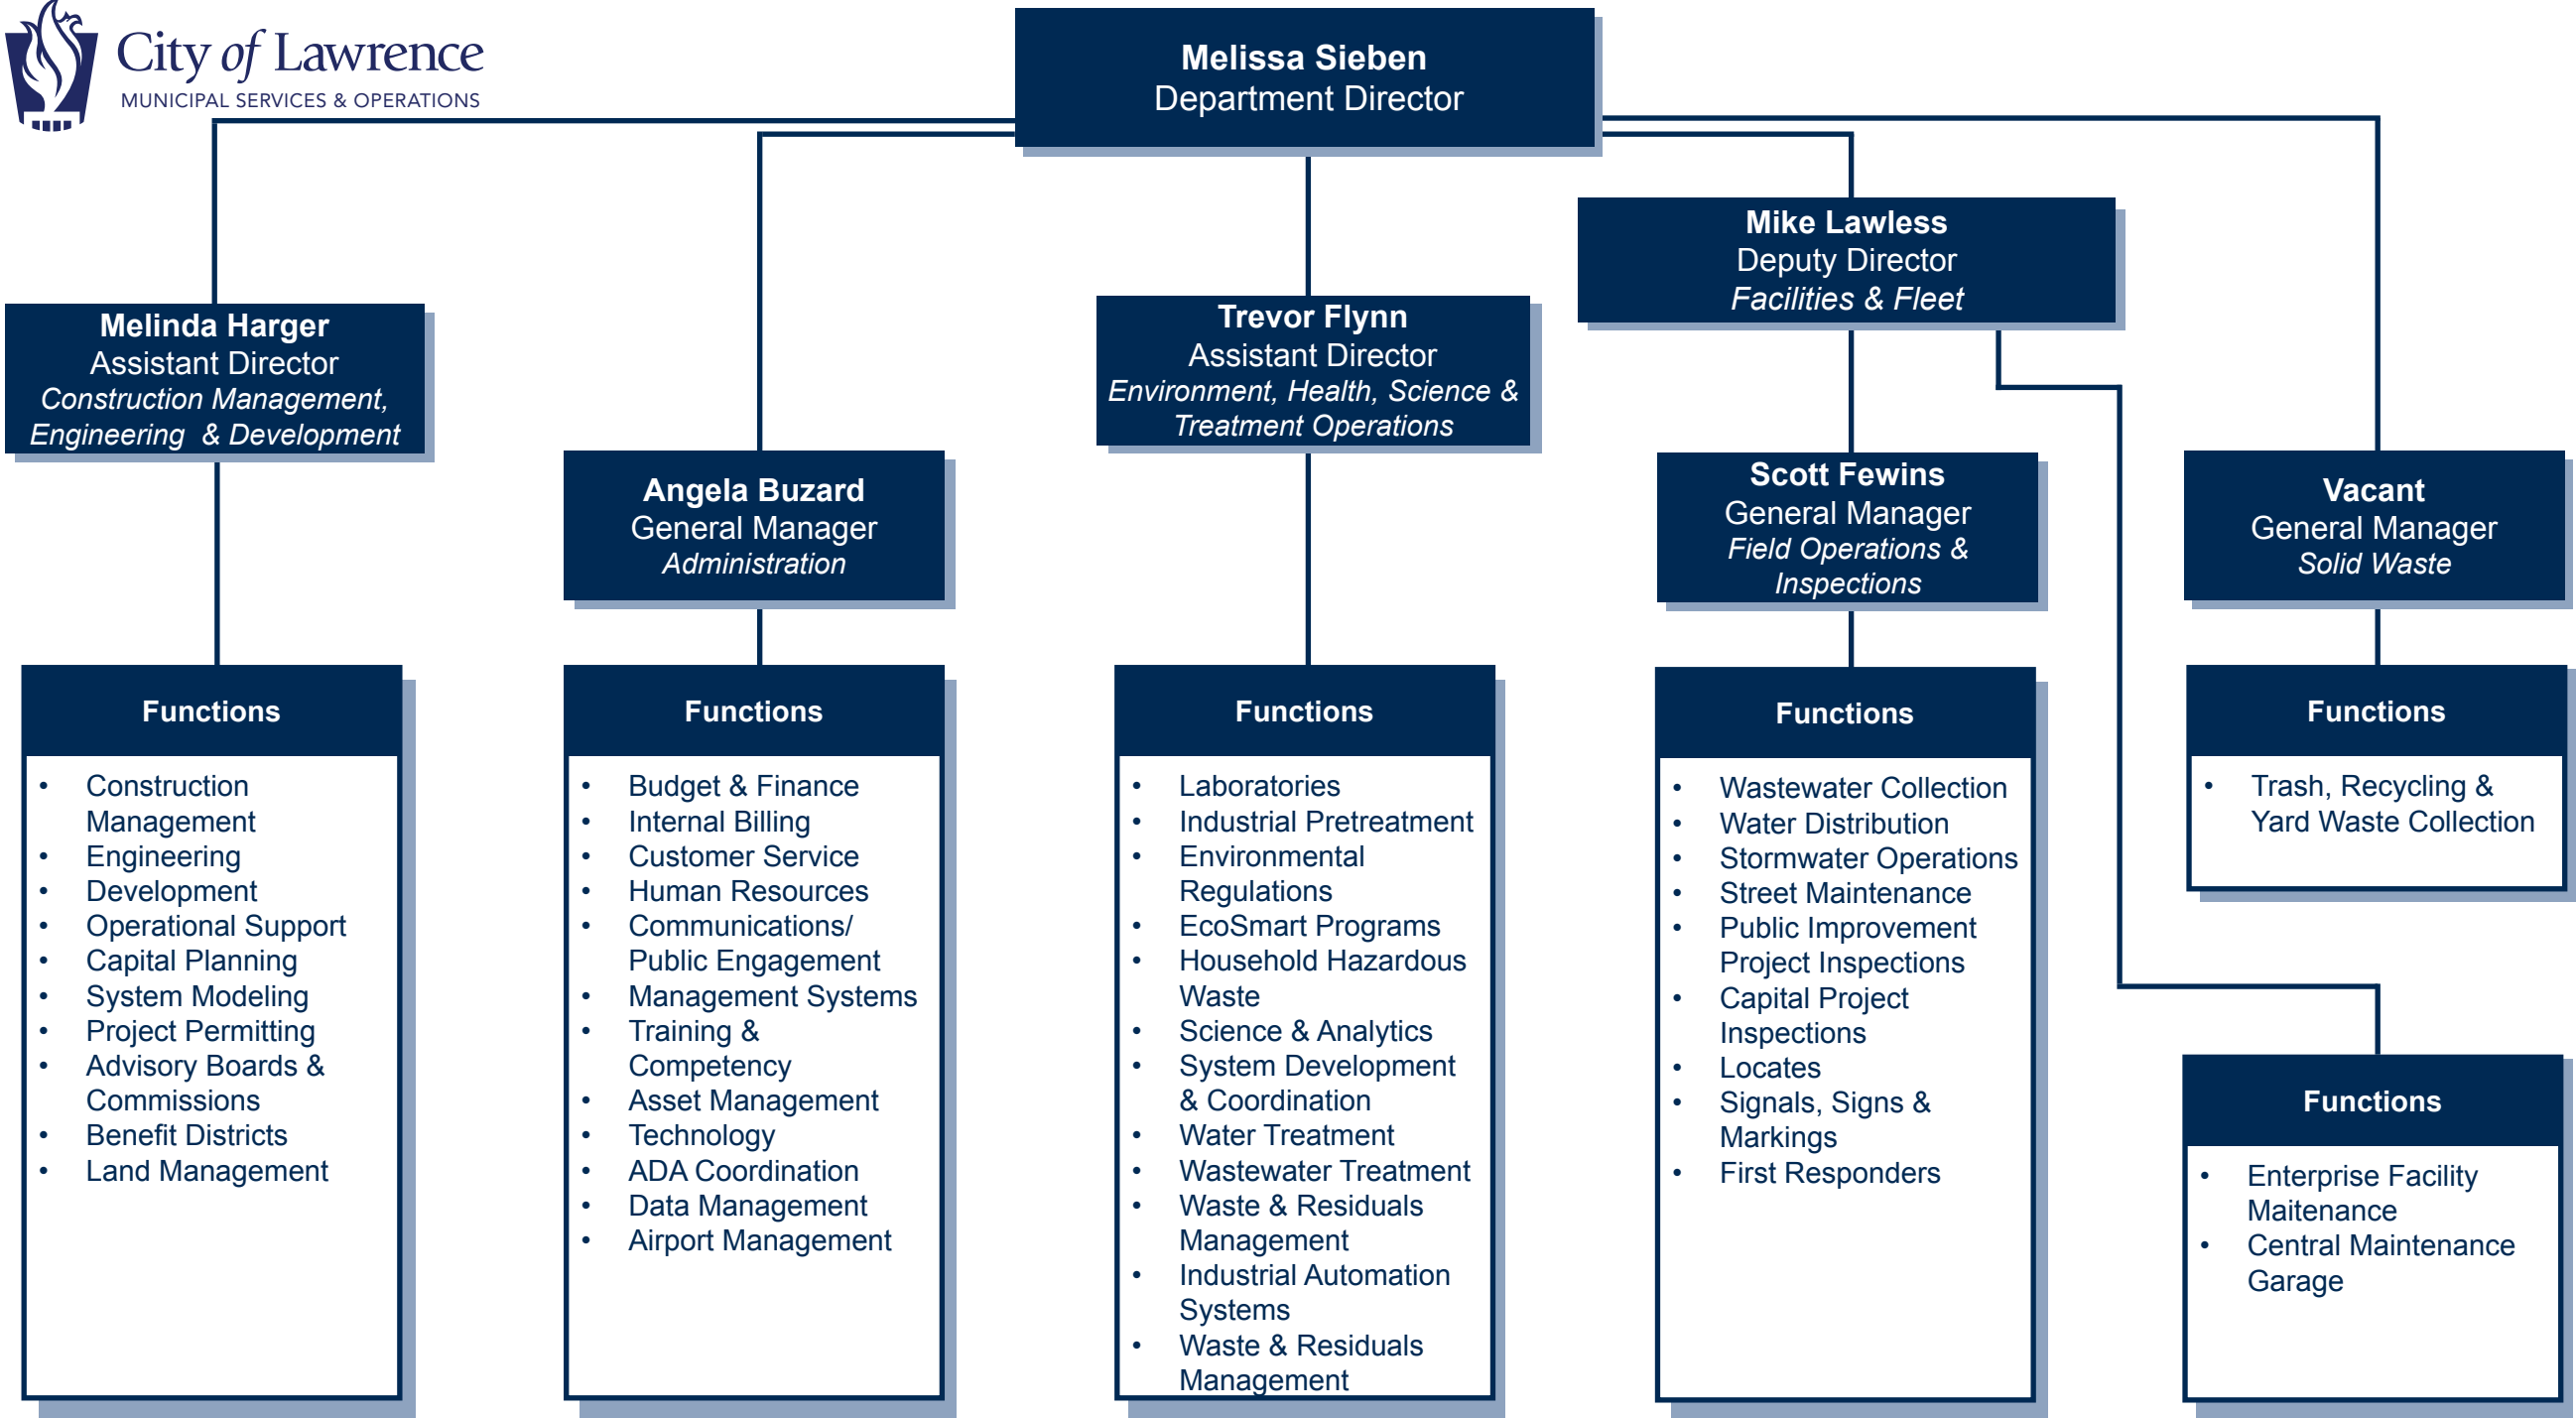 City of Lawrence
MUNICIPAL SERVICES & OPERATIONS
Melissa Sieben
Department Director
Mike Lawless
Deputy Director
Facilities & Fleet
Melinda Harger
Assistant Director
Construction Management,
Engineering & Development
Trevor Flynn
Assistant Director
Environment, Health, Science &
Treatment Operations
Angela Buzard
General Manager
Administration
Scott Fewins
General Manager
Field Operations &
Inspections
Vacant
General Manager
Solid Waste
Functions
• Construction
Management
• Engineering
• Development
• Operational Support
• Capital Planning
• System Modeling
• Project Permitting
• Advisory Boards &
Commissions
• Benefit Districts
• Land Management
Functions
• Budget & Finance
• Internal Billing
• Customer Service
• Human Resources
• Communications/
Public Engagement
• Management Systems
• Training &
Competency
• Asset Management
• Technology
• ADA Coordination
• Data Management
• Airport Management
Functions
• Laboratories
• Industrial Pretreatment
• Environmental
Regulations
• EcoSmart Programs
• Household Hazardous
Waste
• Science & Analytics
• System Development
& Coordination
• Water Treatment
• Wastewater Treatment
• Waste & Residuals
Management
• Industrial Automation
Systems
• Waste & Residuals
Management
Functions
• Wastewater Collection
• Water Distribution
• Stormwater Operations
• Street Maintenance
• Public Improvement
Project Inspections
• Capital Project
Inspections
• Locates
• Signals, Signs &
Markings
• First Responders
Functions
• Trash, Recycling &
Yard Waste Collection
Functions
• Enterprise Facility
Maitenance
• Central Maintenance
Garage